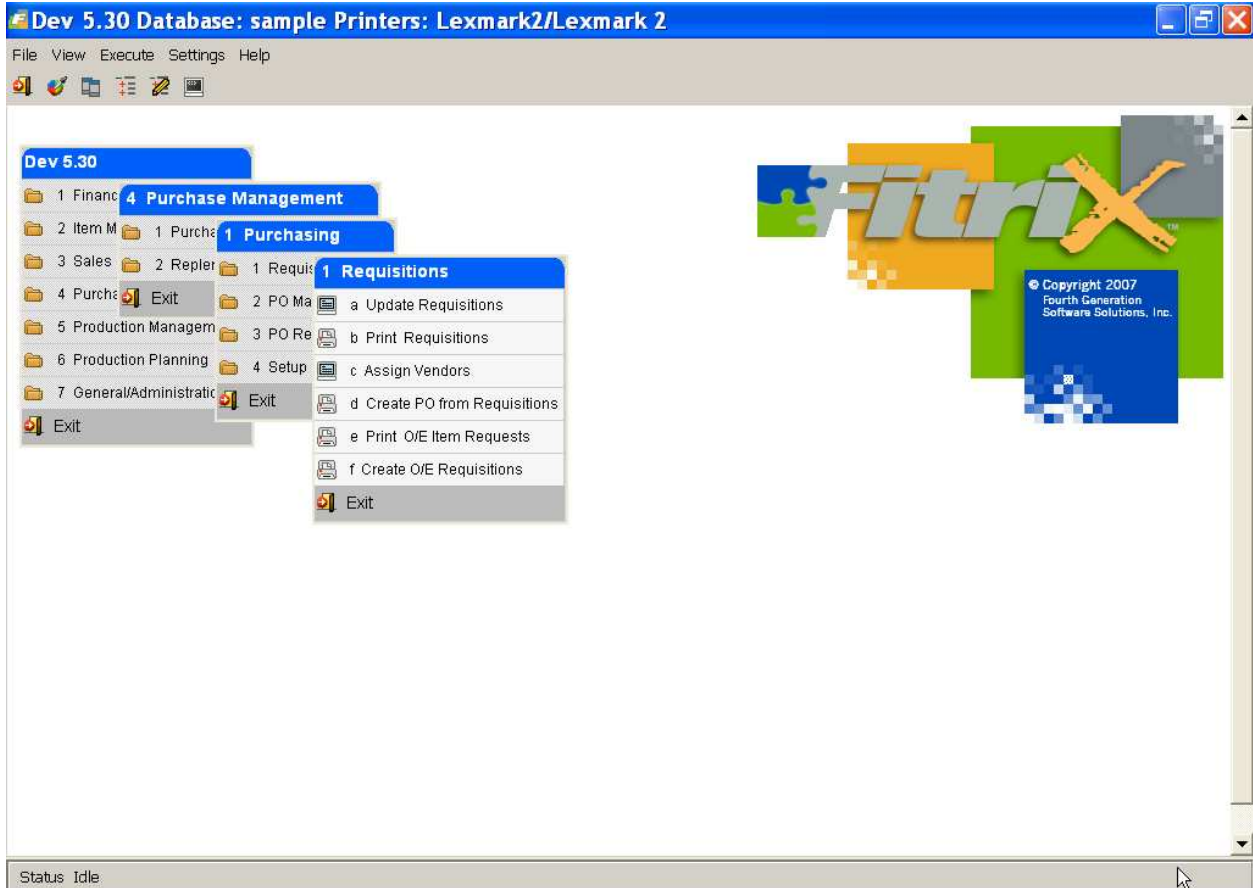 Dev 5.30 Database: sample Printers: Lexmark2/Lexmark 2
File View Execute Settings Help
Dev 5.30
1 Financ
2 Item M
3 Sales
4 Purcha
5 Production Managem
6 Production Planning
7 General/Administratio
Exit
4 Purchase Management
1 Purcha
2 Repler
Exit
1 Purchasing
1 Requis
2 PO Ma
3 PO Re
4 Setup
Exit
1 Requisitions
a Update Requisitions
b Print Requisitions
c Assign Vendors
d Create PO from Requisitions
e Print O/E Item Requests
f Create O/E Requisitions
Exit
Fitrix
TM
© Copyright 2007
Fourth Generation
Software Solutions, Inc.
Status Idle